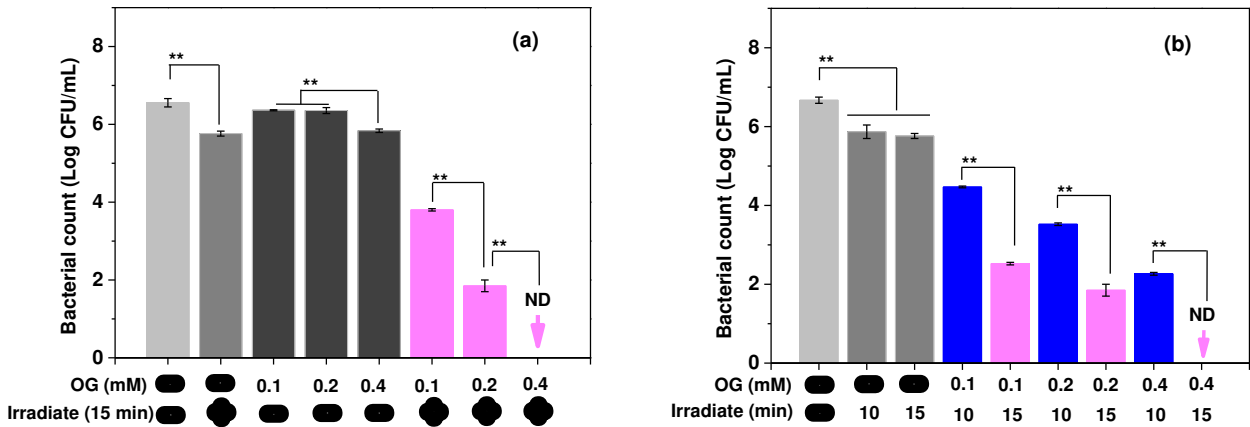 (a)
Bacterial count (Log CFU/mL)
8
6
4
2
0
**
**
**
**
ND
OG (mM) 0.1 0.2 0.4 0.1 0.2 0.4
Irradiate (15 min)
(b)
Bacterial count (Log CFU/mL)
8
6
4
2
0
**
**
**
**
ND
OG (mM) 0.1 0.1 0.2 0.2 0.4 0.4
Irradiate (min) 10 15 10 15 10 15 10 15